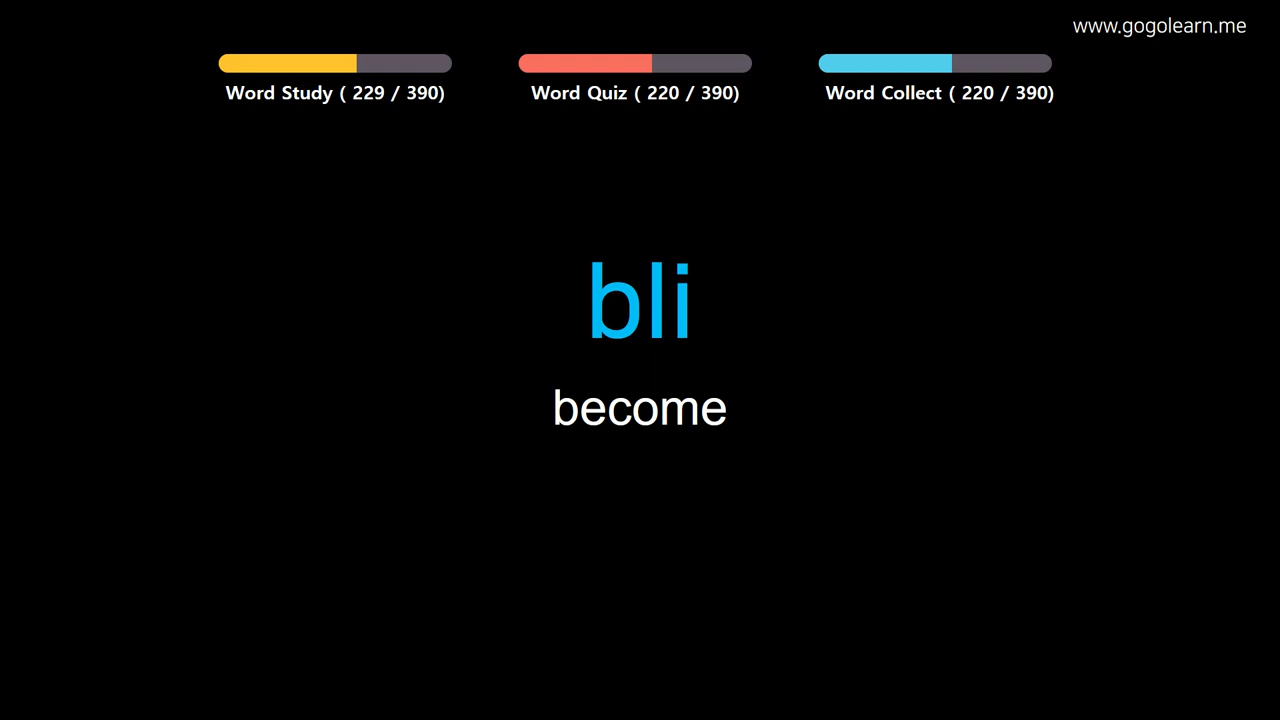 www.gogolearn.me
Word Study ( 229 / 390)
Word Quiz ( 220 / 390)
Word Collect ( 220 / 390)
bli
become